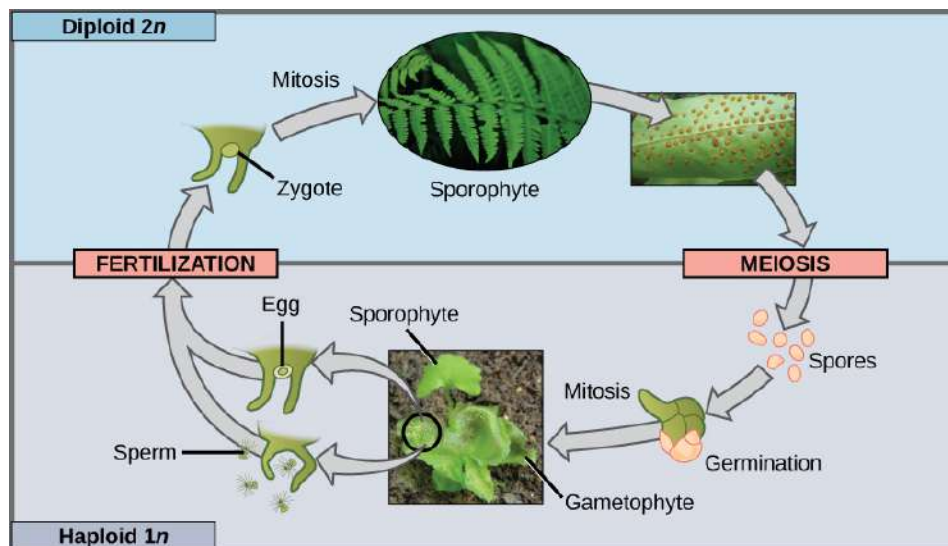 Diploid 2n
Mitosis
Sporophyte
Zygote
FERTILIZATION
MEIOSIS
Egg
Sporophyte
Spores
Mitosis
Sperm
Germination
Gametophyte
Haploid 1n